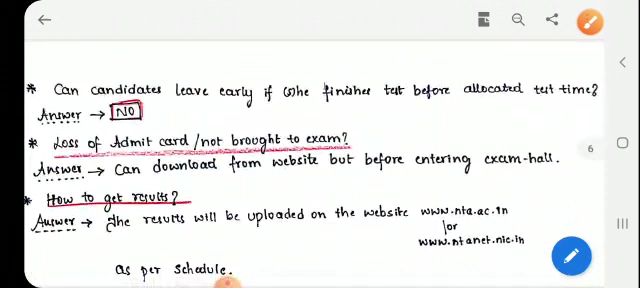 * Can candidates leave early if (s)he finishes test before allocated test time?
Answer → NO
* Loss of Admit card / not brought to exam?
Answer → Can download from website but before entering exam-hall.
6
* How to get results?
Answer → The results will be uploaded on the website www.nta.ac.in
or
www.ntanet.nic.in
as per schedule.